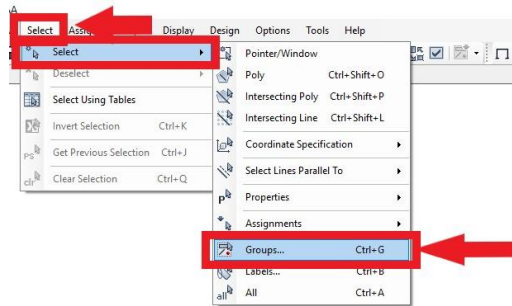 Select Display Design Options Tools Help
Select
Deselect
Select Using Tables
Invert Selection Ctrl+K
Get Previous Selection Ctrl+J
Clear Selection Ctrl+Q
Pointer/Window
Poly Ctrl+Shift+O
Intersecting Poly Ctrl+Shift+P
Intersecting Line Ctrl+Shift+L
Coordinate Specification
Select Lines Parallel To
Properties
Assignments
Groups... Ctrl+G
Labels... Ctrl+B
All Ctrl+A